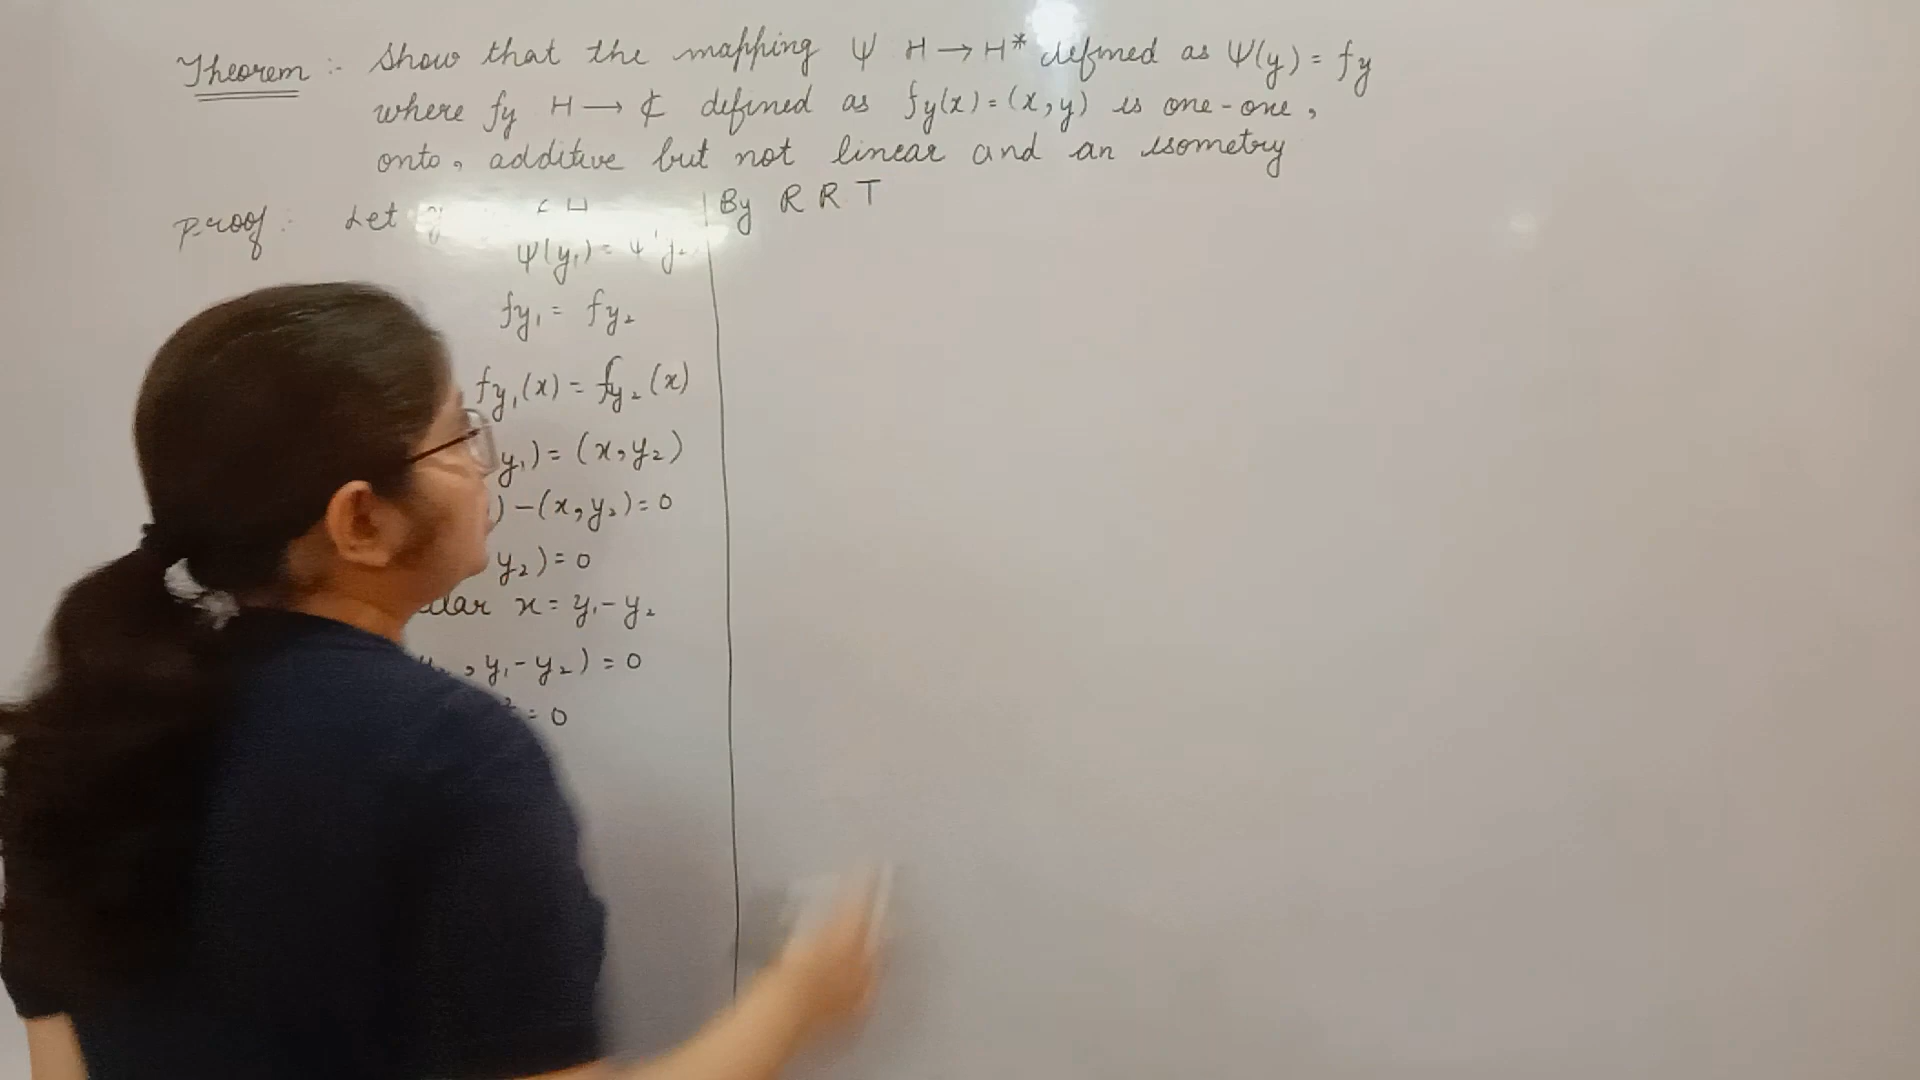 Theorem :- Show that the mapping Ψ H → H* defined as Ψ(y) = fy
where fy H → ₵ defined as fy(x) = (x, y) is one-one,
onto, additive but not linear and an isometry
Proof :- Let
Ψ(y₁) = Ψ y₂
fy₁ = fy₂
fy₁(x) = fy₂(x)
y₁) = (x, y₂)
) - (x, y₂) = 0
y₂) = 0
x = y₁ - y₂
, y₁ - y₂) = 0
² = 0
By R R T